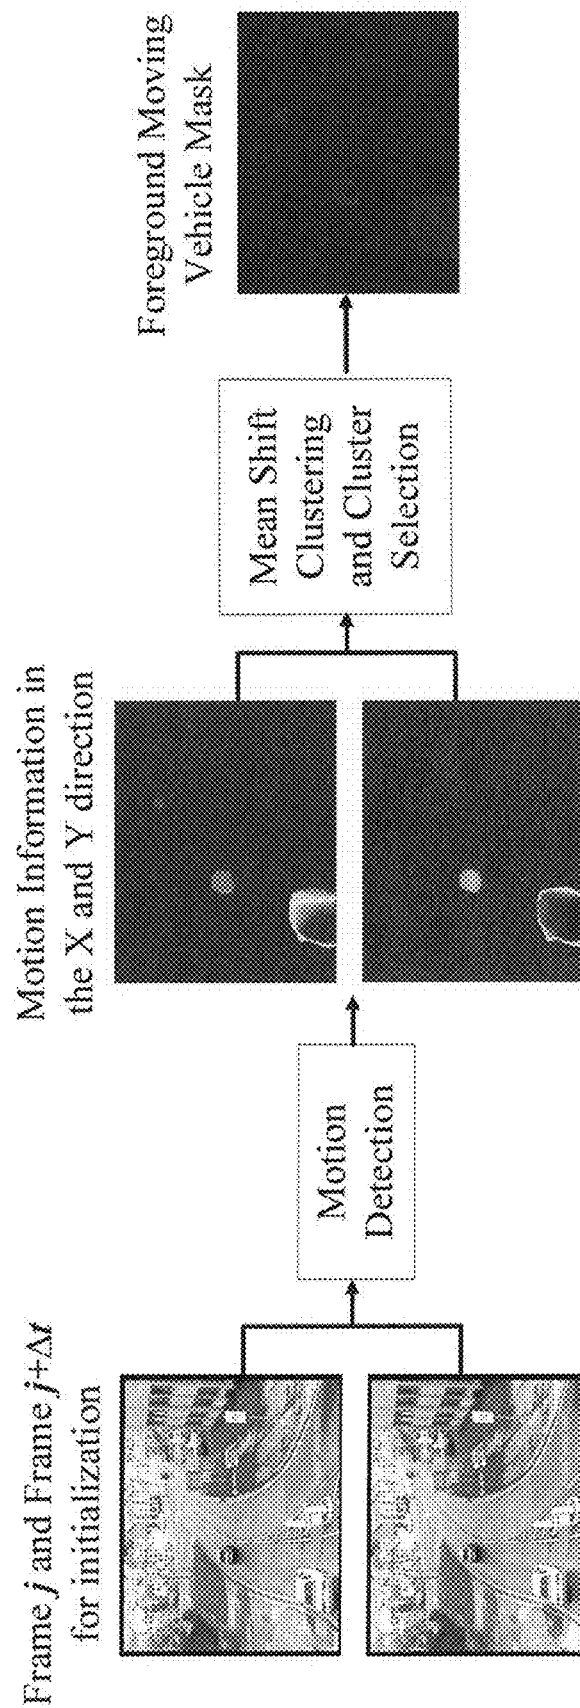 Frame j and Frame j+Δt
for initialization
Motion
Detection
Motion Information in
the X and Y direction
Mean Shift
Clustering
and Cluster
Selection
Foreground Moving
Vehicle Mask